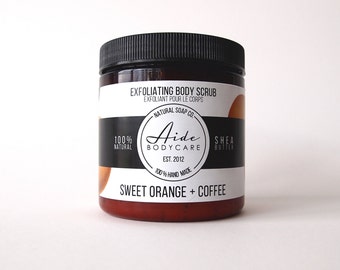 EXFOLIATING BODY SCRUB
EXFOLIANT POUR LE CORPS
NATURAL SOAP CO.
100%
NATURAL
Aide
BODYCARE
EST. 2012
100% HAND MADE
SHEA
BUTTER
SWEET ORANGE + COFFEE